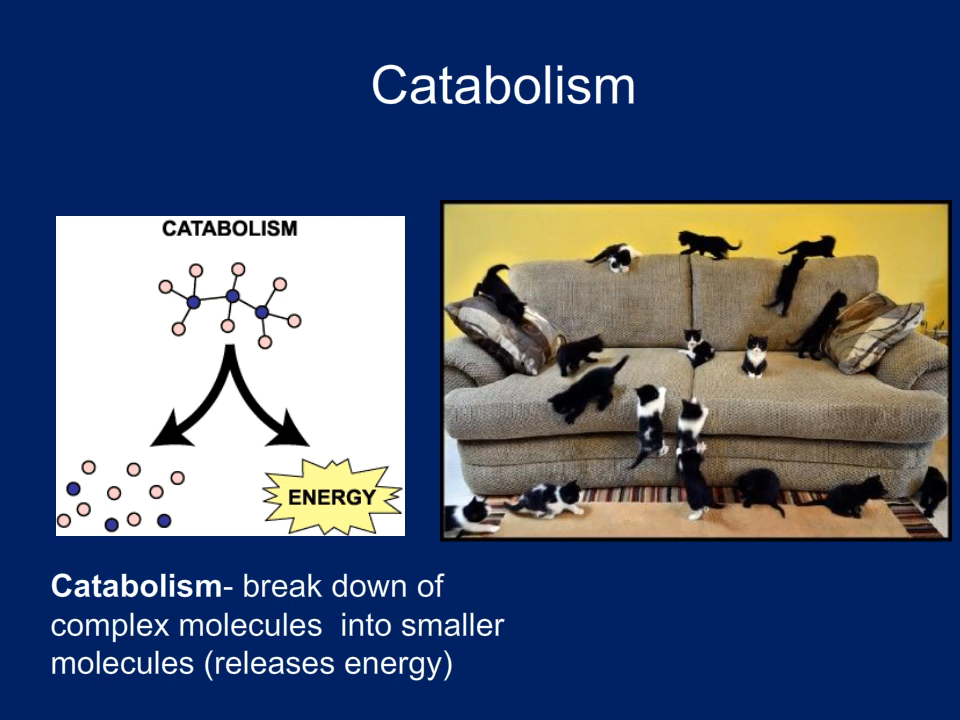 Catabolism
CATABOLISM
ENERGY
Catabolism- break down of
complex molecules  into smaller
molecules (releases energy)